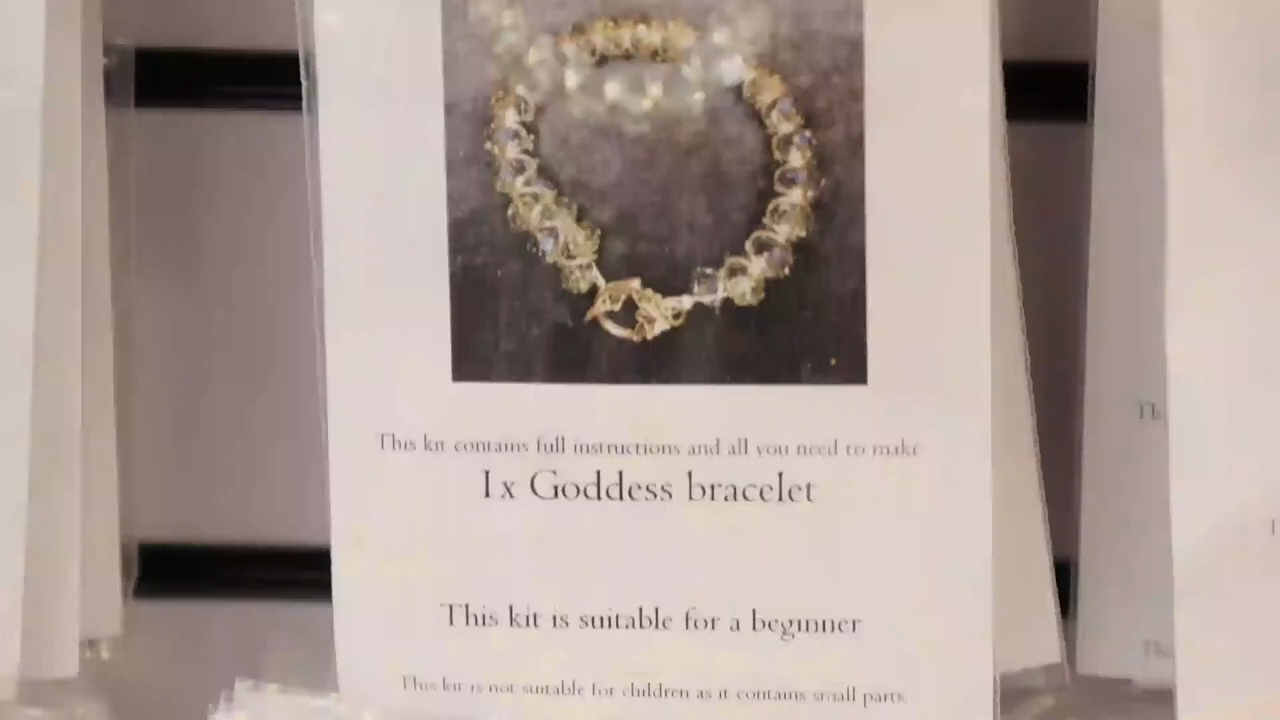 This kit contains full instructions and all you need to make
1x Goddess bracelet
This kit is suitable for a beginner
This kit is not suitable for children as it contains small parts.